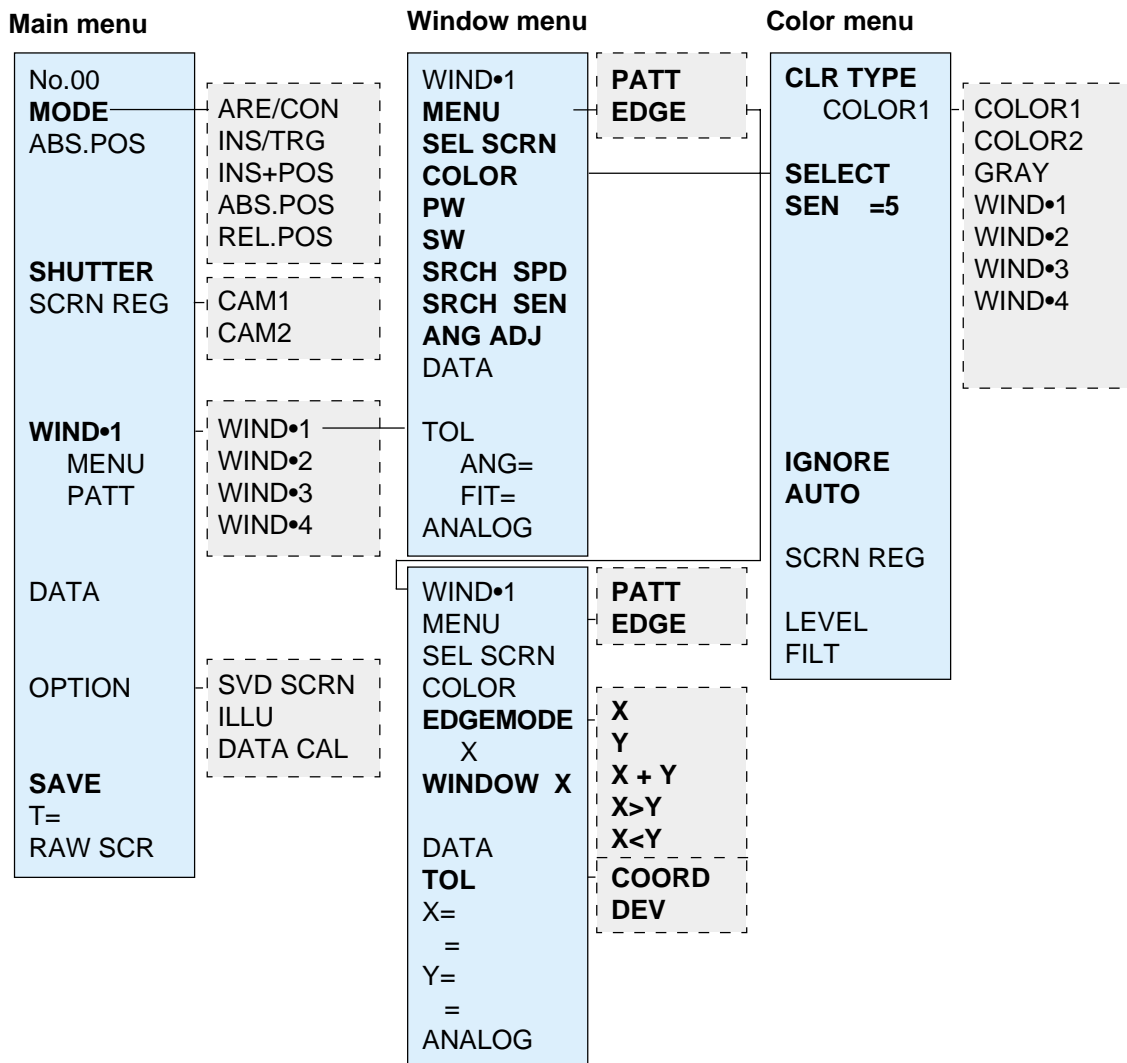 Main menu
No.00
MODE
ABS.POS
SHUTTER
SCRN REG
WIND•1
MENU
PATT
DATA
OPTION
SAVE
T=
RAW SCR
ARE/CON
INS/TRG
INS+POS
ABS.POS
REL.POS
CAM1
CAM2
WIND•1
WIND•2
WIND•3
WIND•4
SVD SCRN
ILLU
DATA CAL
Window menu
WIND•1
MENU
SEL SCRN
COLOR
PW
SW
SRCH SPD
SRCH SEN
ANG ADJ
DATA
TOL
ANG=
FIT=
ANALOG
PATT
EDGE
WIND•1
MENU
SEL SCRN
COLOR
EDGEMODE
X
WINDOW X
DATA
TOL
X=
=
Y=
=
ANALOG
PATT
EDGE
X
Y
X + Y
X>Y
X<Y
COORD
DEV
Color menu
CLR TYPE
COLOR1
SELECT
SEN =5
IGNORE
AUTO
SCRN REG
LEVEL
FILT
COLOR1
COLOR2
GRAY
WIND•1
WIND•2
WIND•3
WIND•4